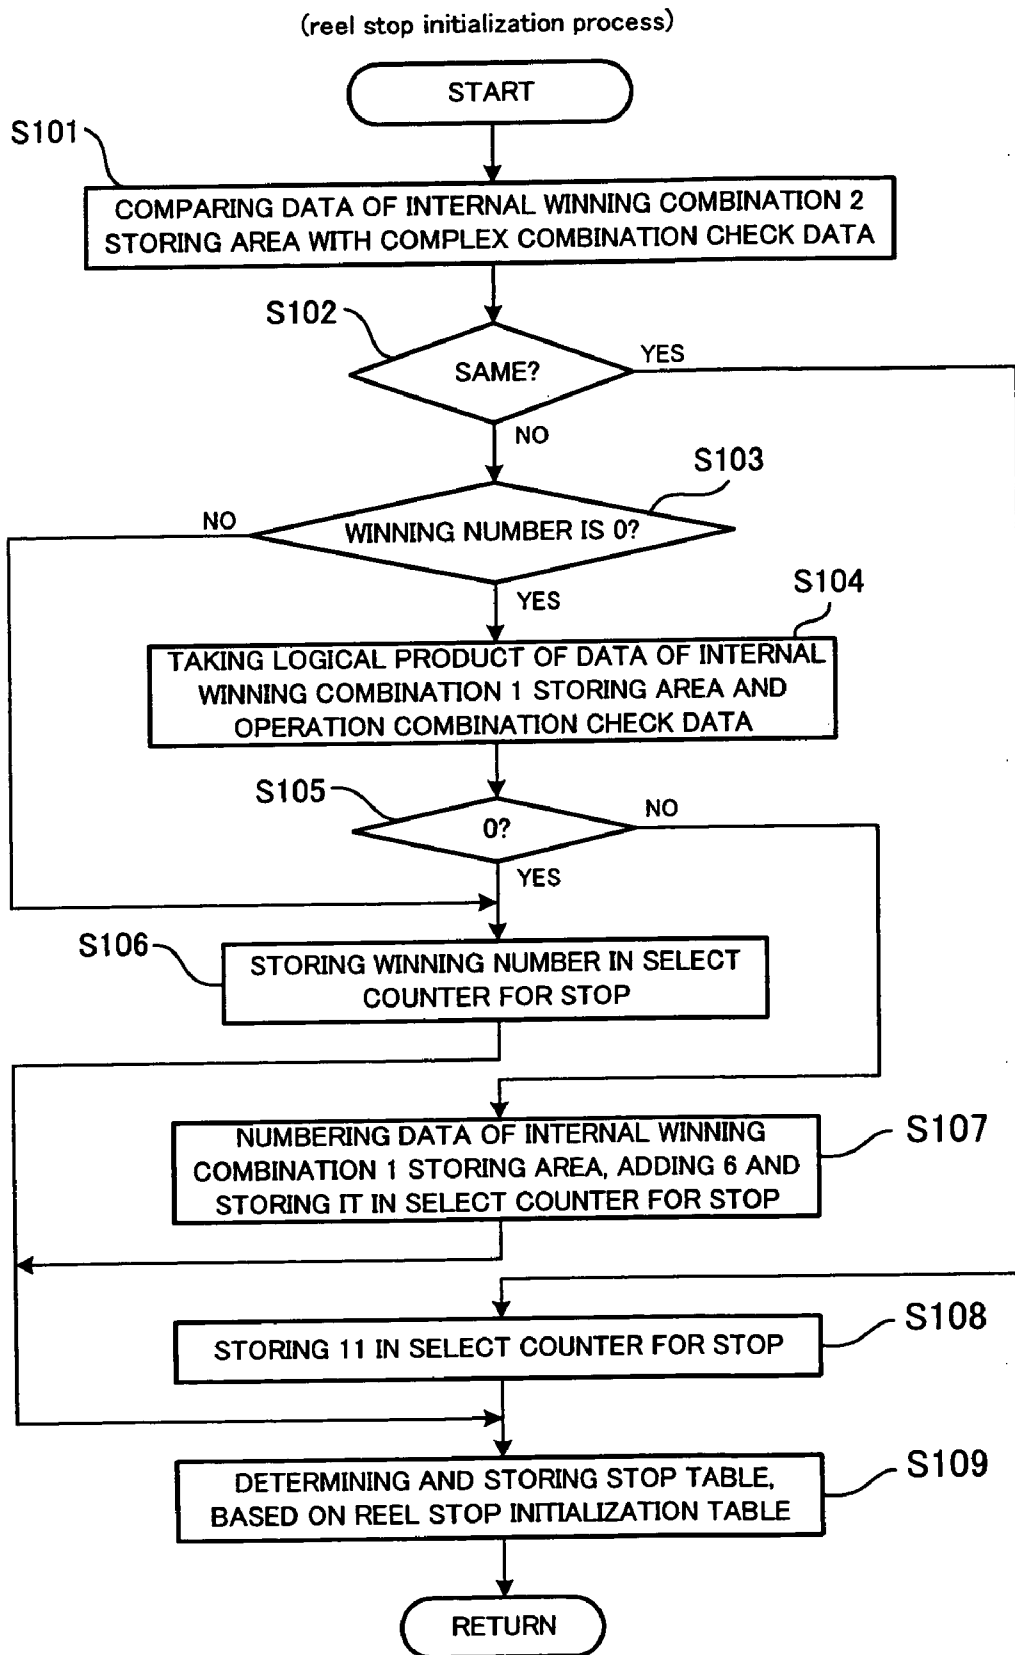 (reel stop initialization process)
START
S101
COMPARING DATA OF INTERNAL WINNING COMBINATION 2
STORING AREA WITH COMPLEX COMBINATION CHECK DATA
S102
SAME?
YES
NO
S103
WINNING NUMBER IS 0?
NO
YES
S104
TAKING LOGICAL PRODUCT OF DATA OF INTERNAL
WINNING COMBINATION 1 STORING AREA AND
OPERATION COMBINATION CHECK DATA
S105
0?
NO
YES
S106
STORING WINNING NUMBER IN SELECT
COUNTER FOR STOP
S107
NUMBERING DATA OF INTERNAL WINNING
COMBINATION 1 STORING AREA, ADDING 6 AND
STORING IT IN SELECT COUNTER FOR STOP
S108
STORING 11 IN SELECT COUNTER FOR STOP
S109
DETERMINING AND STORING STOP TABLE,
BASED ON REEL STOP INITIALIZATION TABLE
RETURN